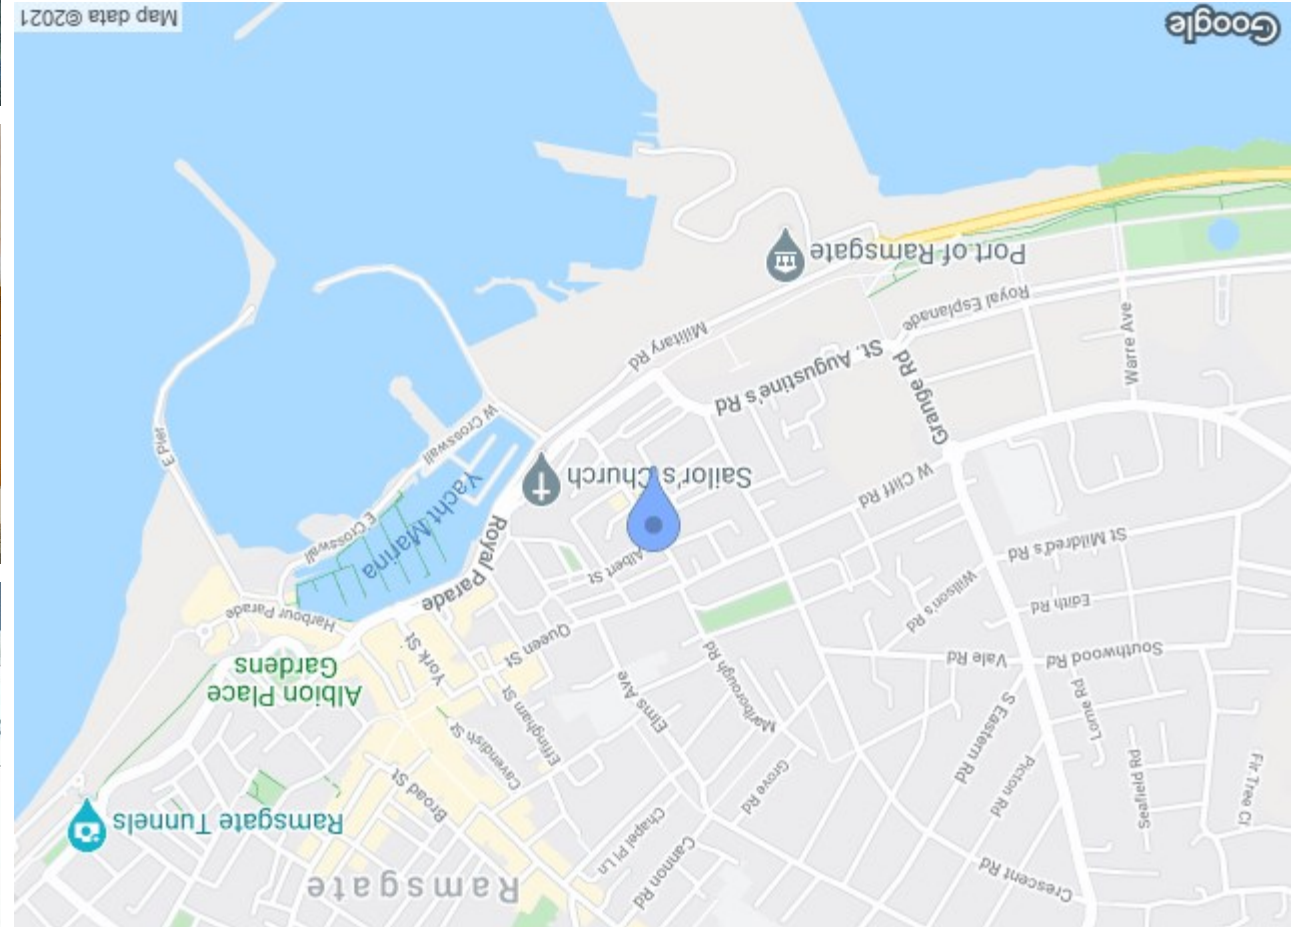 Ramsgate
Crescent Rd
Cannon Rd
Chapel Pl Ln
Ramsgate Tunnels
Fir Tree Cl
Seafield Rd
Picton Rd
Grove Rd
Broad St
Cavendish St
S Eastern Rd
Effingham St
Lorne Rd
Elms Ave
Marlborough Rd
Albion Place
Gardens
Southwood Rd
Vale Rd
York St
Queen St
Harbour Parade
Edith Rd
Willson's Rd
Royal Parade
Albert St
St Mildred's Rd
E Crosswall
Yacht Marina
W Cliff Rd
Sailor's Church
E Pier
W Crosswall
Grange Rd
St. Augustine's Rd
Warre Ave
Military Rd
Royal Esplanade
Port of Ramsgate
Google
Map data ©2021